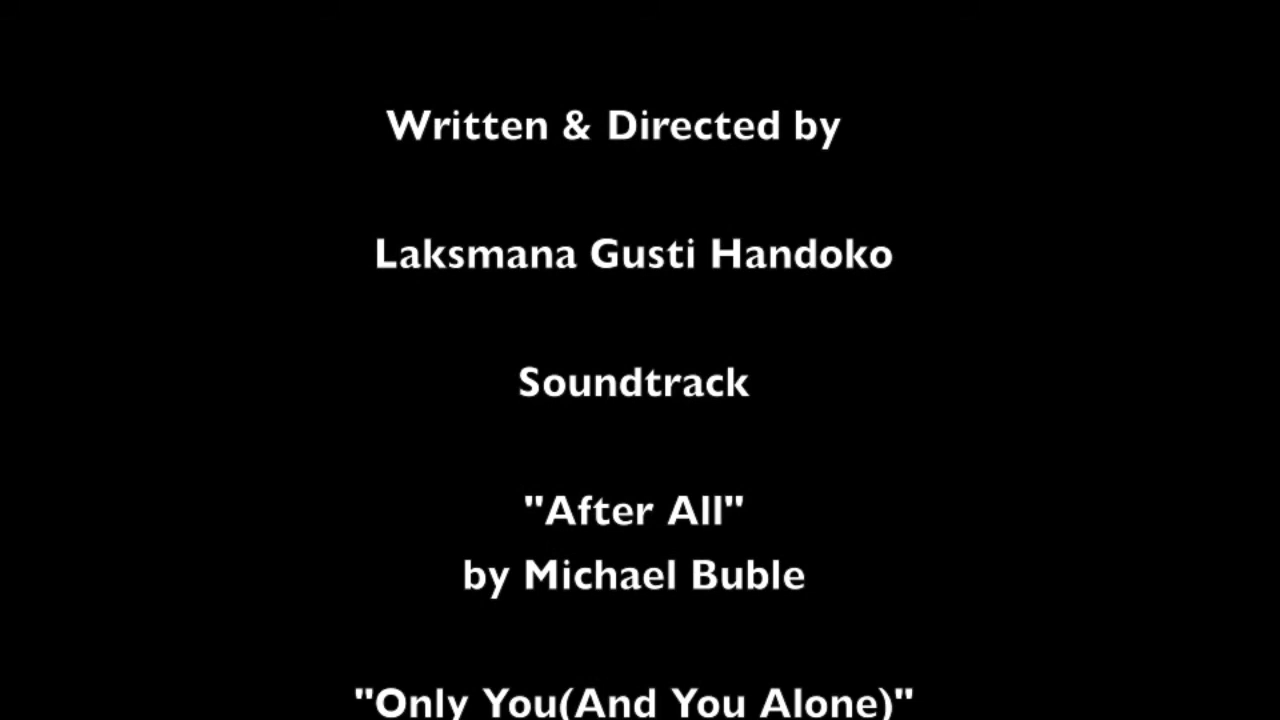 Written & Directed by
Laksmana Gusti Handoko
Soundtrack
"After All"
by Michael Buble
"Only You(And You Alone)"